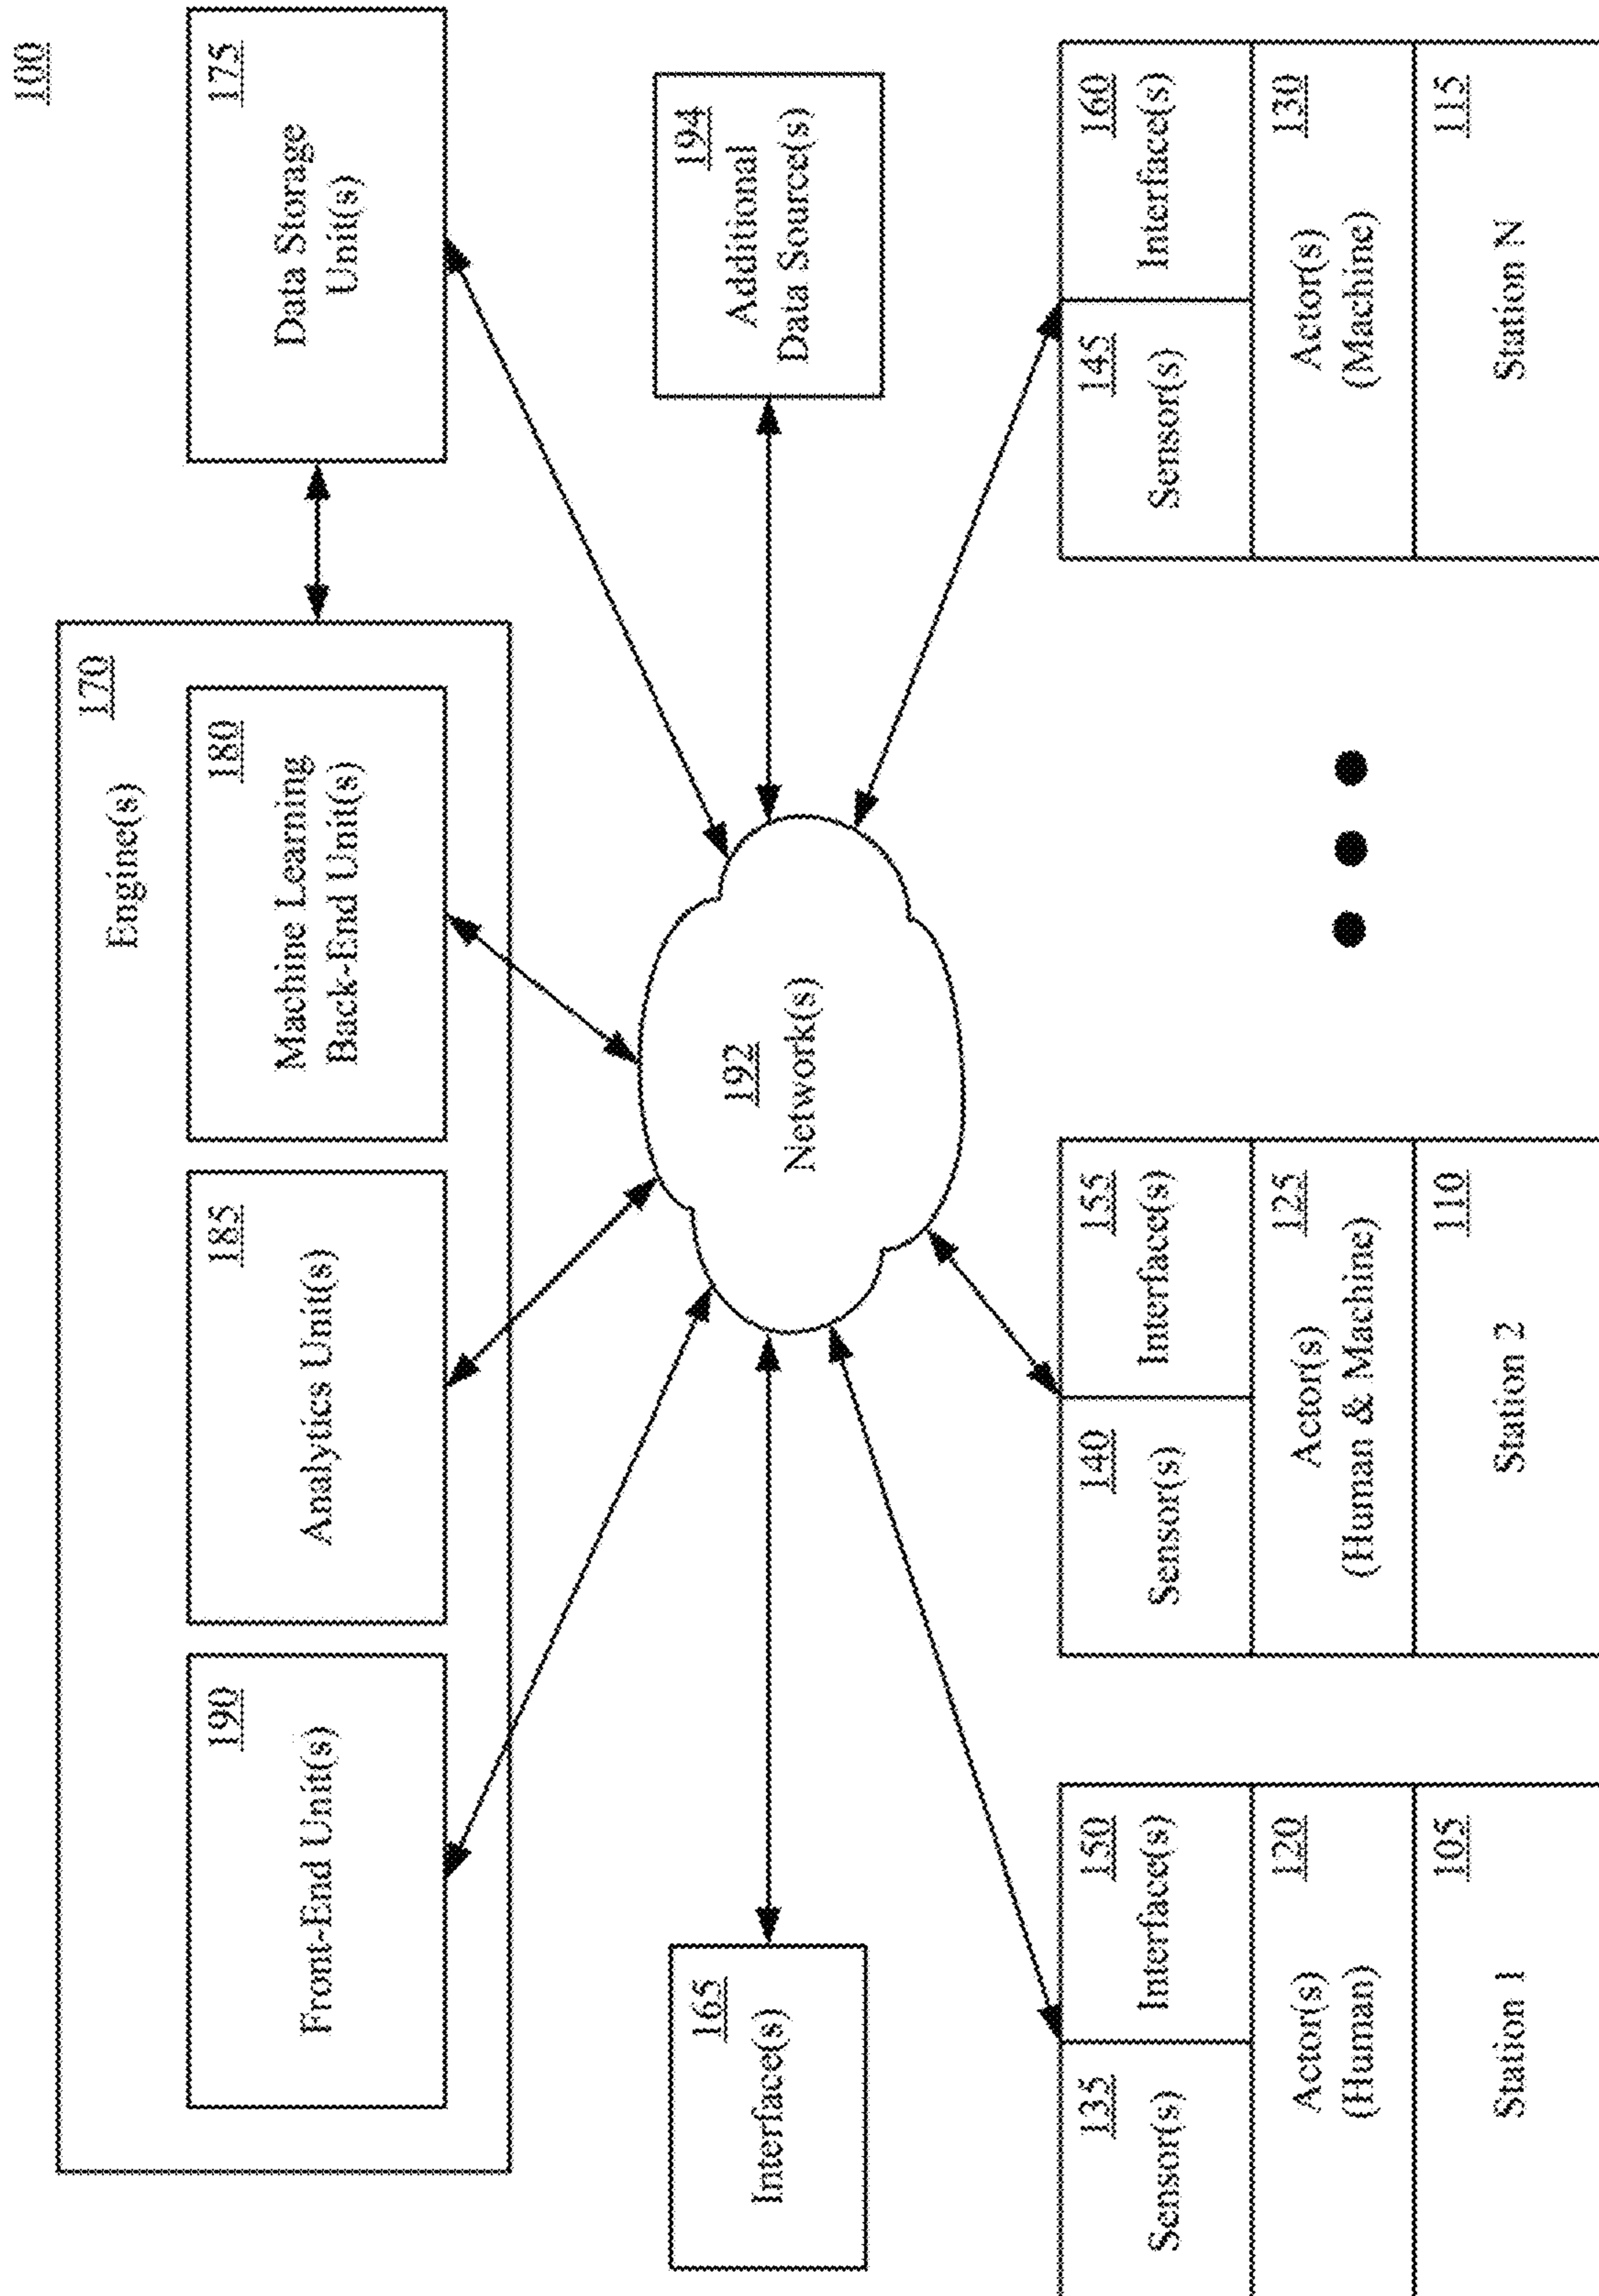 100
170
Engine(s)
190
Front-End Unit(s)
185
Analytics Unit(s)
180
Machine Learning
Back-End Unit(s)
175
Data Storage
Unit(s)
165
Interface(s)
192
Network(s)
194
Additional
Data Source(s)
135
Sensor(s)
150
Interface(s)
120
Actor(s)
(Human)
105
Station 1
140
Sensor(s)
155
Interface(s)
125
Actor(s)
(Human & Machine)
110
Station 2
145
Sensor(s)
160
Interface(s)
130
Actor(s)
(Machine)
115
Station N